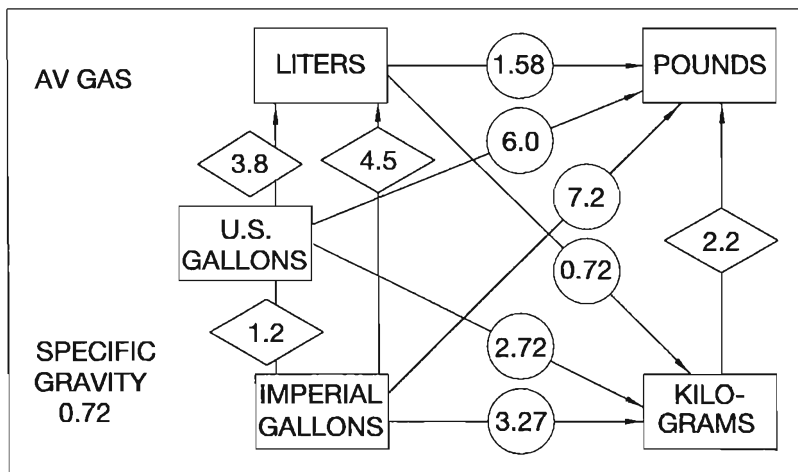 AV GAS
LITERS
1.58
POUNDS
3.8
4.5
6.0
7.2
U.S.
GALLONS
2.2
0.72
1.2
2.72
SPECIFIC
GRAVITY
0.72
IMPERIAL
GALLONS
3.27
KILO-
GRAMS